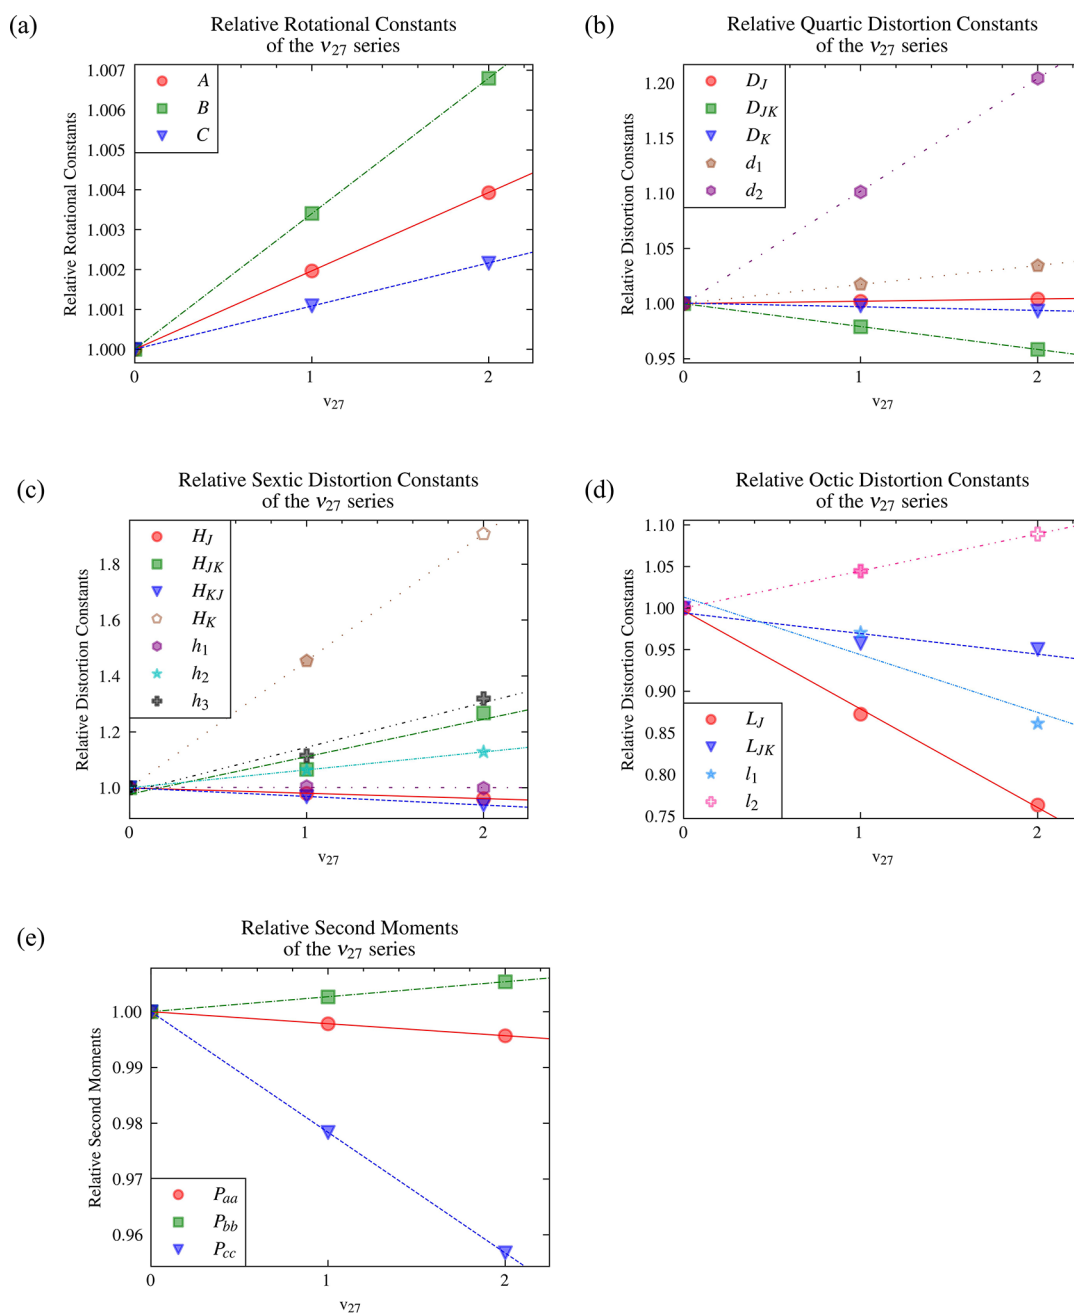 (a)
Relative Rotational Constants
of the ν27 series
1.007
1.006
1.005
1.004
1.003
1.002
1.001
1.000
Relative Rotational Constants
A
B
C
0
1
2
v27
(b)
Relative Quartic Distortion Constants
of the ν27 series
1.20
1.15
1.10
1.05
1.00
0.95
Relative Distortion Constants
DJ
DJK
DK
d1
d2
0
1
2
v27
(c)
Relative Sextic Distortion Constants
of the ν27 series
1.8
1.6
1.4
1.2
1.0
Relative Distortion Constants
HJ
HJK
HKJ
HK
h1
h2
h3
0
1
2
v27
(d)
Relative Octic Distortion Constants
of the ν27 series
1.10
1.05
1.00
0.95
0.90
0.85
0.80
0.75
Relative Distortion Constants
LJ
LJK
l1
l2
0
1
2
v27
(e)
Relative Second Moments
of the ν27 series
1.00
0.99
0.98
0.97
0.96
Relative Second Moments
Paa
Pbb
Pcc
0
1
2
v27